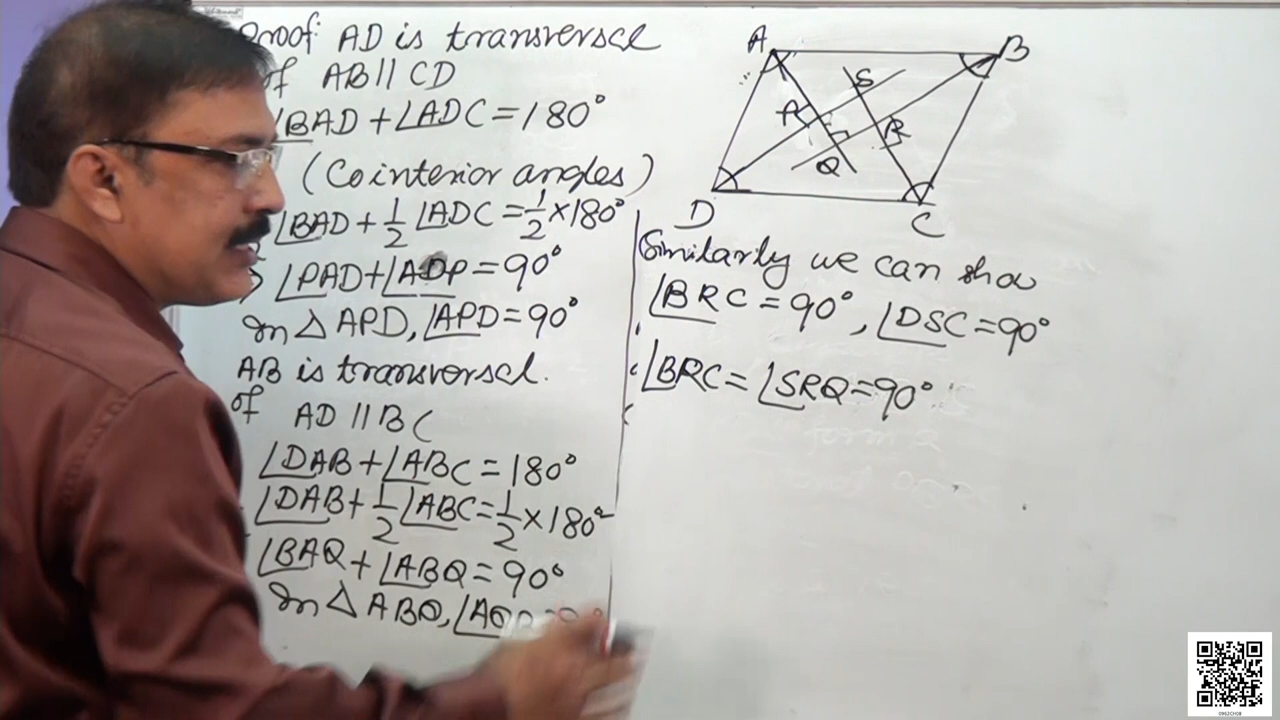 Proof: AD is transversel
of AB // CD
∠BAD + ∠ADC = 180°
(Cointerior angles)
∠BAD + 1/2 ∠ADC = 1/2 × 180°
∠PAD + ∠ADP = 90°
In △ APD, ∠APD = 90°
AB is transversel.
of AD // BC
∠DAB + ∠ABC = 180°
∠DAB + 1/2 ∠ABC = 1/2 × 180°
∠BAQ + ∠ABQ = 90°
In △ ABQ,
A
B
S
R
Q
D
C
Similarly we can show
∠BRC = 90°, ∠DSC = 90°
∠BRC = ∠SRQ = 90°
0962CH08